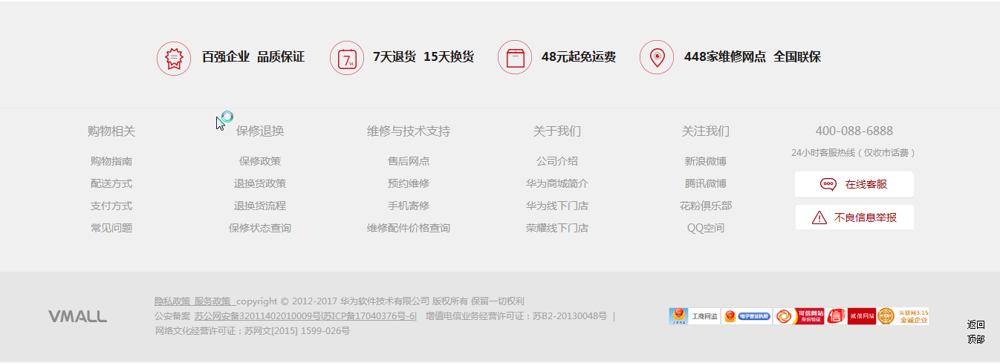 百强企业 品质保证
7天退货 15天换货
48元起免运费
448家维修网点 全国联保
购物相关
购物指南
配送方式
支付方式
常见问题
保修退换
保修政策
退换货政策
退换货流程
保修状态查询
维修与技术支持
售后网点
预约维修
手机寄修
维修配件价格查询
关于我们
公司介绍
华为商城简介
华为线下门店
荣耀线下门店
关注我们
新浪微博
腾讯微博
花粉俱乐部
QQ空间
400-088-6888
24小时客服热线（仅收市话费）
在线客服
不良信息举报
VMALL
隐私政策 服务政策 copyright © 2012-2017 华为软件技术有限公司 版权所有 保留一切权利
公安备案 苏公网安备32011402010009号|苏ICP备17040376号-6| 增值电信业务经营许可证：苏B2-20130048号 |
网络文化经营许可证：苏网文[2015] 1599-026号
工商网监
电子营业执照
可信网站
身份验证
信
诚信网站
互联网3.15
金诚企业
返回
顶部